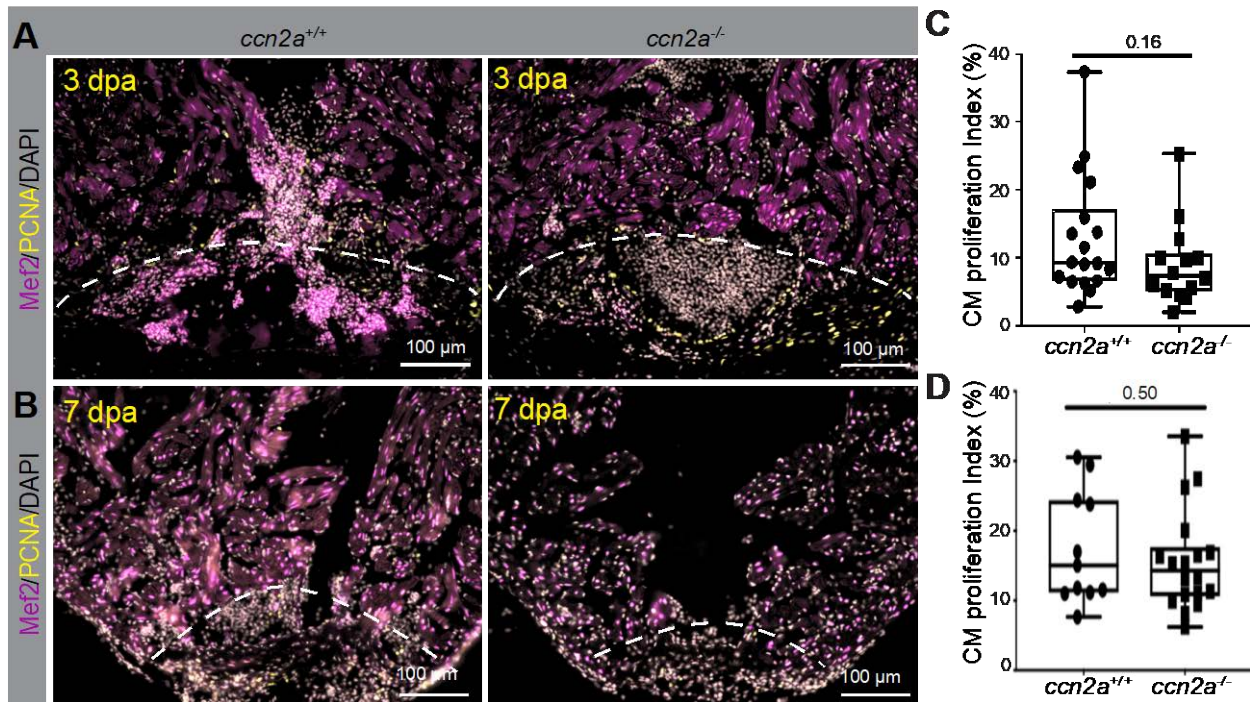 A
ccn2a+/+
ccn2a-/-
Mef2/PCNA/DAPI
3 dpa
100 µm
3 dpa
100 µm
B
Mef2/PCNA/DAPI
7 dpa
100 µm
7 dpa
100 µm
C
CM proliferation Index (%)
40
30
20
10
0
0.16
ccn2a+/+
ccn2a-/-
D
CM proliferation Index (%)
40
30
20
10
0
0.50
ccn2a+/+
ccn2a-/-